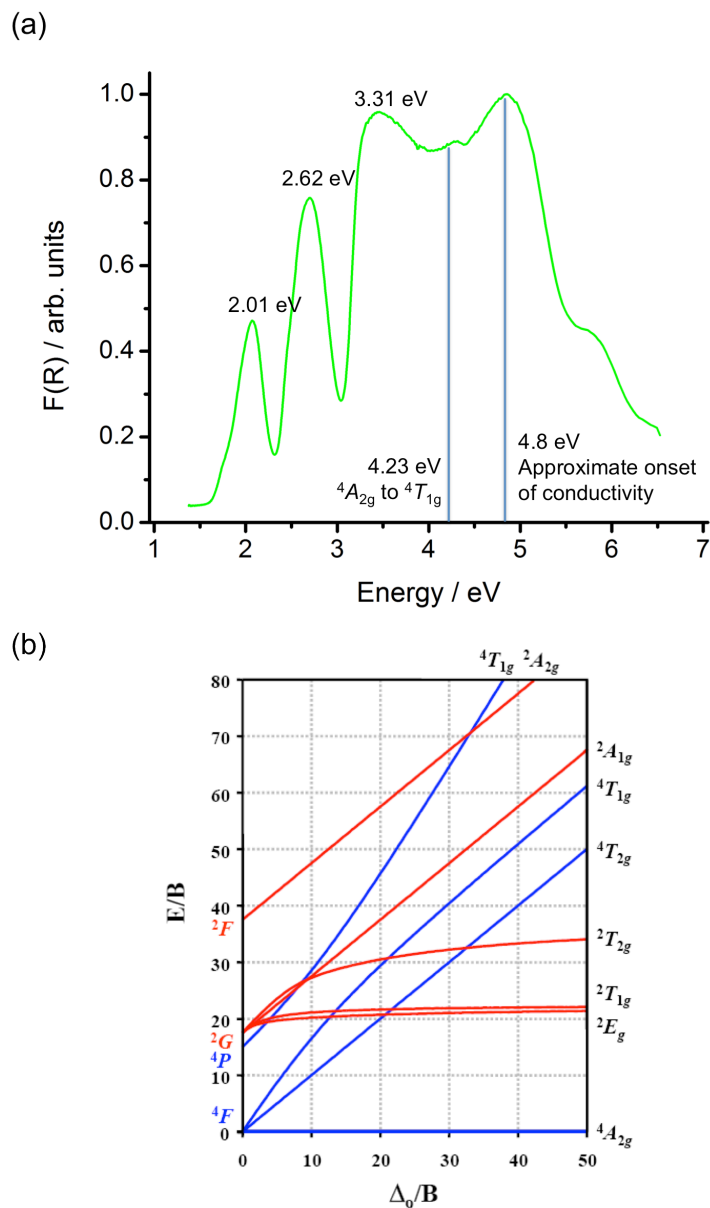 (a)
F(R) / arb. units
1.0
0.8
0.6
0.4
0.2
0.0
3.31 eV
2.62 eV
2.01 eV
4.23 eV
⁴A₂g to ⁴T₁g
4.8 eV
Approximate onset
of conductivity
1 2 3 4 5 6 7
Energy / eV
(b)
⁴T₁g ²A₂g
E/B
80
70
60
50
40
30
20
10
0
²F
²G
⁴P
⁴F
²A₁g
⁴T₁g
⁴T₂g
²T₂g
²T₁g
²Eg
⁴A₂g
0 10 20 30 40 50
Δo/B